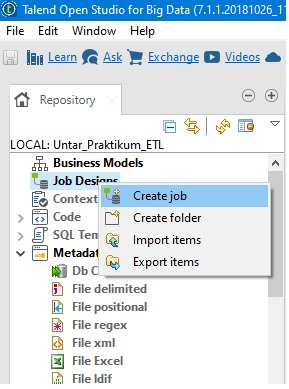 Talend Open Studio for Big Data (7.1.1.20181026_11
File Edit View Window Help
Learn Ask Exchange Videos
Repository
LOCAL: Untar_Praktikum_ETL
Business Models
Job Designs
Context
Create job
Code
Create folder
SQL Tem
Import items
Metadat
Export items
Db C
File delimited
File positional
File regex
File xml
File Excel
File ldif